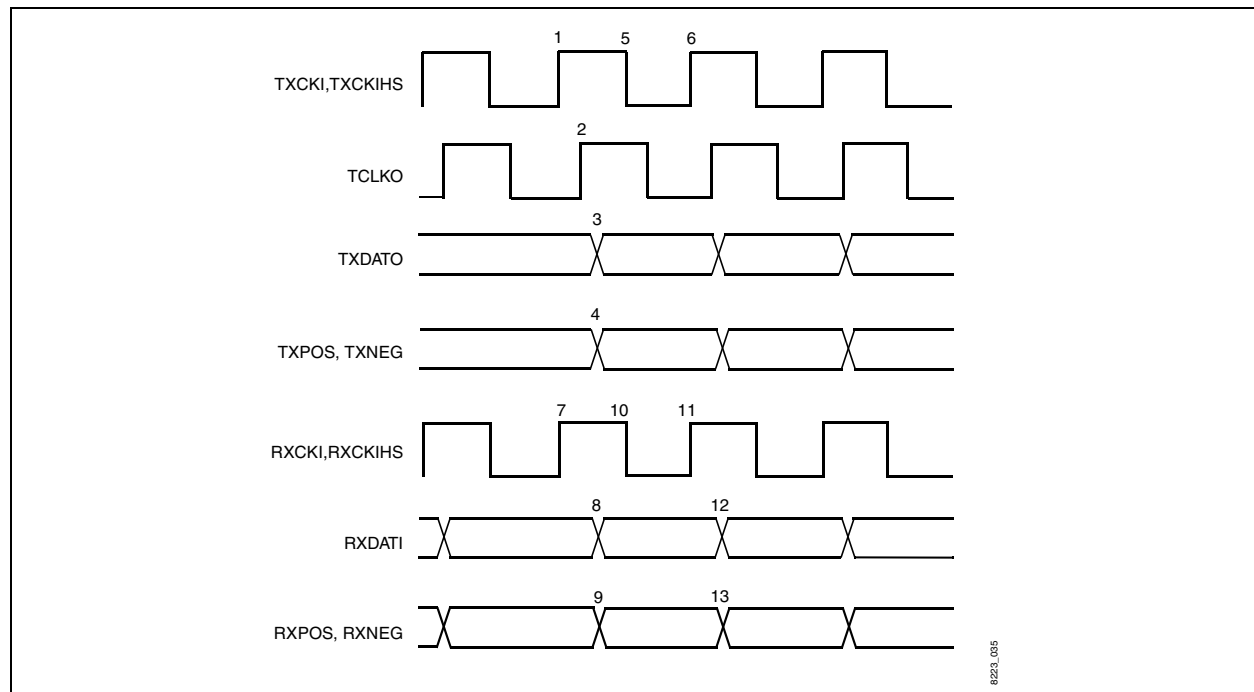 1 5 6
TXCKI,TXCKIHS
2
TCLKO
3
TXDATO
4
TXPOS, TXNEG
7 10 11
RXCKI,RXCKIHS
8 12
RXDATI
9 13
RXPOS, RXNEG
8223_035